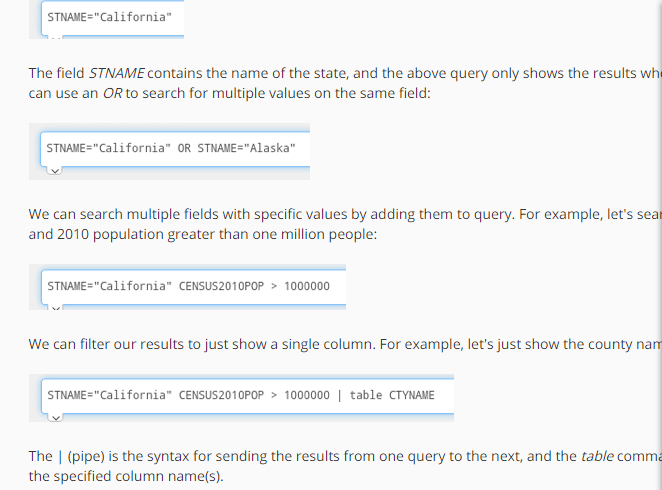 STNAME="California"
The field STNAME contains the name of the state, and the above query only shows the results
can use an OR to search for multiple values on the same field:
STNAME="California" OR STNAME="Alaska"
We can search multiple fields with specific values by adding them to query. For example, let's
and 2010 population greater than one million people:
STNAME="California" CENSUS2010POP > 1000000
We can filter our results to just show a single column. For example, let's just show the county
STNAME="California" CENSUS2010POP > 1000000 | table CTYNAME
The | (pipe) is the syntax for sending the results from one query to the next, and the table
the specified column name(s).